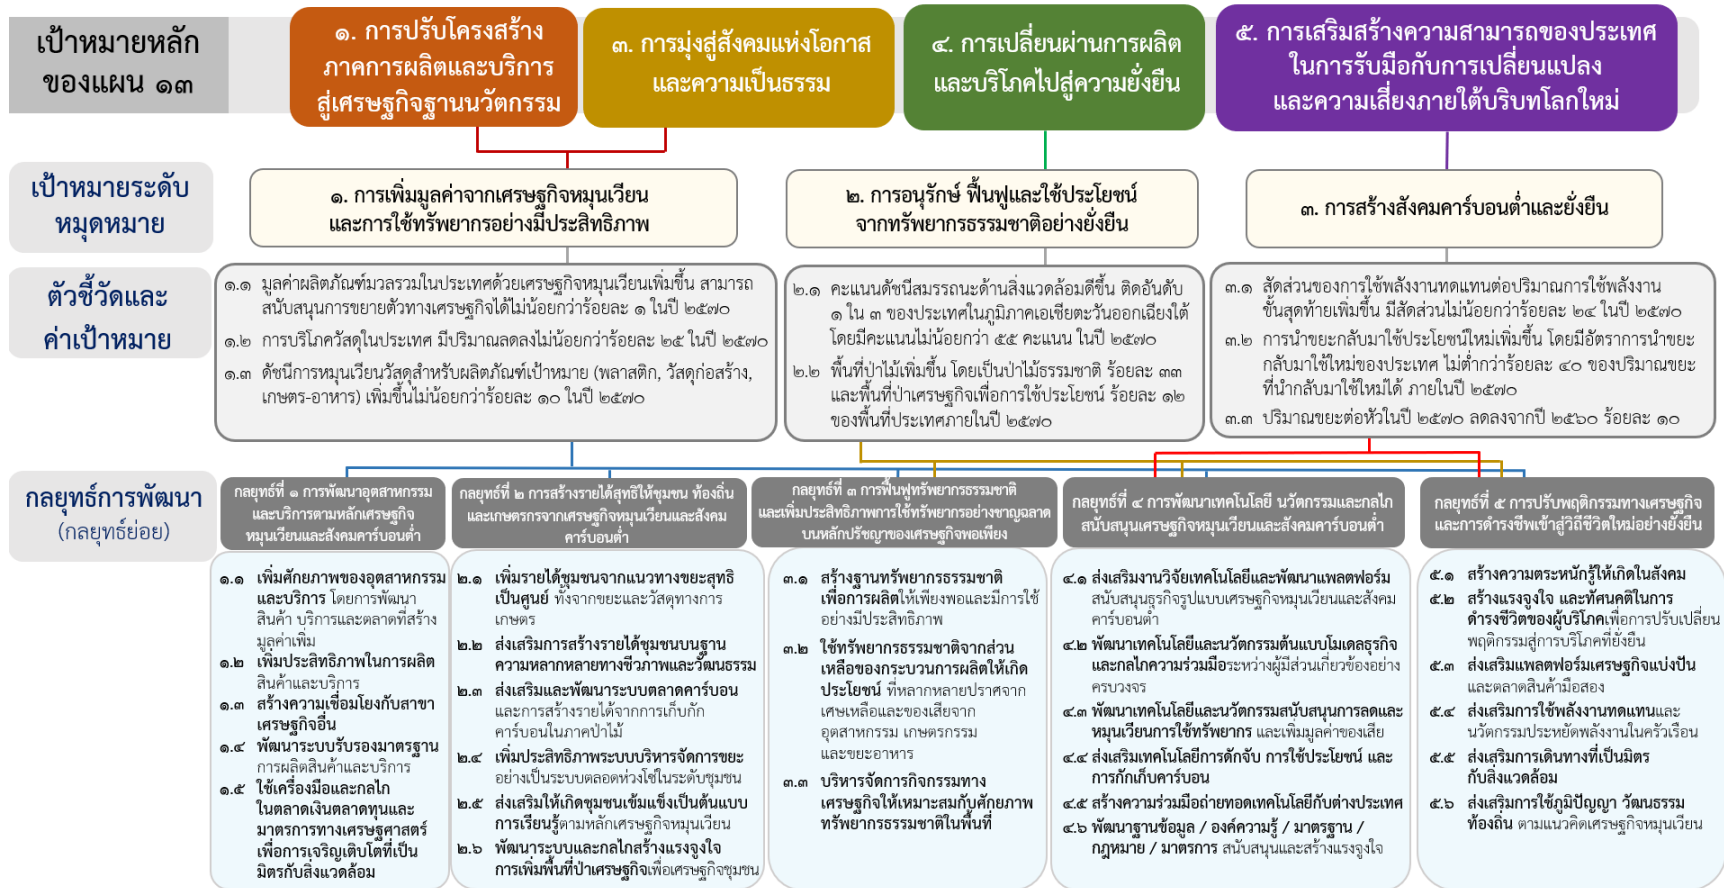 เป้าหมายหลัก
ของแผน ๑๓
๑. การปรับโครงสร้าง
ภาคการผลิตและบริการ
สู่เศรษฐกิจฐานนวัตกรรม
๓. การมุ่งสู่สังคมแห่งโอกาส
และความเป็นธรรม
๔. การเปลี่ยนผ่านการผลิต
และบริโภคไปสู่ความยั่งยืน
๕. การเสริมสร้างความสามารถของประเทศ
ในการรับมือกับการเปลี่ยนแปลง
และความเสี่ยงภายใต้บริบทโลกใหม่
เป้าหมายระดับ
หมุดหมาย
๑. การเพิ่มมูลค่าจากเศรษฐกิจหมุนเวียน
และการใช้ทรัพยากรอย่างมีประสิทธิภาพ
๒. การอนุรักษ์ ฟื้นฟูและใช้ประโยชน์
จากทรัพยากรธรรมชาติอย่างยั่งยืน
๓. การสร้างสังคมคาร์บอนต่ำและยั่งยืน
ตัวชี้วัดและ
ค่าเป้าหมาย
๑.๑ มูลค่าผลิตภัณฑ์มวลรวมในประเทศด้วยเศรษฐกิจหมุนเวียนเพิ่มขึ้น สามารถ
สนับสนุนการขยายตัวทางเศรษฐกิจได้ไม่น้อยกว่าร้อยละ ๑ ในปี ๒๕๗๐
๑.๒ การบริโภควัสดุในประเทศ มีปริมาณลดลงไม่น้อยกว่าร้อยละ ๒๕ ในปี ๒๕๗๐
๑.๓ ดัชนีการหมุนเวียนวัสดุสำหรับผลิตภัณฑ์เป้าหมาย (พลาสติก, วัสดุก่อสร้าง,
เกษตร-อาหาร) เพิ่มขึ้นไม่น้อยกว่าร้อยละ ๑๐ ในปี ๒๕๗๐
๒.๑ คะแนนดัชนีสมรรถนะด้านสิ่งแวดล้อมดีขึ้น ติดอันดับ
๑ ใน ๓ ของประเทศในภูมิภาคเอเชียตะวันออกเฉียงใต้
โดยมีคะแนนไม่น้อยกว่า ๕๕ คะแนน ในปี ๒๕๗๐
๒.๒ พื้นที่ป่าไม้เพิ่มขึ้น โดยเป็นป่าไม้ธรรมชาติ ร้อยละ ๓๓
และพื้นที่ป่าเศรษฐกิจเพื่อการใช้ประโยชน์ ร้อยละ ๑๒
ของพื้นที่ประเทศภายในปี ๒๕๗๐
๓.๑ สัดส่วนของการใช้พลังงานทดแทนต่อปริมาณการใช้พลังงาน
ขั้นสุดท้ายเพิ่มขึ้น มีสัดส่วนไม่น้อยกว่าร้อยละ ๒๔ ในปี ๒๕๗๐
๓.๒ การนำขยะกลับมาใช้ประโยชน์ใหม่เพิ่มขึ้น โดยมีอัตราการนำขยะ
กลับมาใช้ใหม่ของประเทศ ไม่ต่ำกว่าร้อยละ ๔๐ ของปริมาณขยะ
ที่นำกลับมาใช้ใหม่ได้ ภายในปี ๒๕๗๐
๓.๓ ปริมาณขยะต่อหัวในปี ๒๕๗๐ ลดลงจากปี ๒๕๖๐ ร้อยละ ๑๐
กลยุทธ์การพัฒนา
(กลยุทธ์ย่อย)
กลยุทธ์ที่ ๑ การพัฒนาอุตสาหกรรม
และบริการตามหลักเศรษฐกิจ
หมุนเวียนและสังคมคาร์บอนต่ำ
๑.๑ เพิ่มศักยภาพของอุตสาหกรรม
และบริการ โดยการพัฒนา
สินค้า บริการและตลาดที่สร้าง
มูลค่าเพิ่ม
๑.๒ เพิ่มประสิทธิภาพในการผลิต
สินค้าและบริการ
๑.๓ สร้างความเชื่อมโยงกับสาขา
เศรษฐกิจอื่น
๑.๔ พัฒนาระบบรับรองมาตรฐาน
การผลิตสินค้าและบริการ
๑.๕ ใช้เครื่องมือและกลไก
ในตลาดเงินตลาดทุนและ
มาตรการทางเศรษฐศาสตร์
เพื่อการเจริญเติบโตที่เป็น
มิตรกับสิ่งแวดล้อม
กลยุทธ์ที่ ๒ การสร้างรายได้สุทธิให้ชุมชน ท้องถิ่น
และเกษตรกรจากเศรษฐกิจหมุนเวียนและสังคม
คาร์บอนต่ำ
๒.๑ เพิ่มรายได้ชุมชนจากแนวทางขยะสุทธิ
เป็นศูนย์ ทั้งจากขยะและวัสดุทางการ
เกษตร
๒.๒ ส่งเสริมการสร้างรายได้ชุมชนบนฐาน
ความหลากหลายทางชีวภาพและวัฒนธรรม
๒.๓ ส่งเสริมและพัฒนาระบบตลาดคาร์บอน
และการสร้างรายได้จากการเก็บกัก
คาร์บอนในภาคป่าไม้
๒.๔ เพิ่มประสิทธิภาพระบบบริหารจัดการขยะ
อย่างเป็นระบบตลอดห่วงโซ่ในระดับชุมชน
๒.๕ ส่งเสริมให้เกิดชุมชนเข้มแข็งเป็นต้นแบบ
การเรียนรู้ตามหลักเศรษฐกิจหมุนเวียน
๒.๖ พัฒนาระบบและกลไกสร้างแรงจูงใจ
การเพิ่มพื้นที่ป่าเศรษฐกิจเพื่อเศรษฐกิจชุมชน
กลยุทธ์ที่ ๓ การฟื้นฟูทรัพยากรธรรมชาติ
และเพิ่มประสิทธิภาพการใช้ทรัพยากรอย่างชาญฉลาด
บนหลักปรัชญาของเศรษฐกิจพอเพียง
๓.๑ สร้างฐานทรัพยากรธรรมชาติ
เพื่อการผลิตให้เพียงพอและมีการใช้
อย่างมีประสิทธิภาพ
๓.๒ ใช้ทรัพยากรธรรมชาติจากส่วน
เหลือของกระบวนการผลิตให้เกิด
ประโยชน์ ที่หลากหลายปราศจาก
เศษเหลือและของเสียจาก
อุตสาหกรรม เกษตรกรรม
และขยะอาหาร
๓.๓ บริหารจัดการกิจกรรมทาง
เศรษฐกิจให้เหมาะสมกับศักยภาพ
ทรัพยากรธรรมชาติในพื้นที่
กลยุทธ์ที่ ๔ การพัฒนาเทคโนโลยี นวัตกรรมและกลไก
สนับสนุนเศรษฐกิจหมุนเวียนและสังคมคาร์บอนต่ำ
๔.๑ ส่งเสริมงานวิจัยเทคโนโลยีและพัฒนาแพลตฟอร์ม
สนับสนุนธุรกิจรูปแบบเศรษฐกิจหมุนเวียนและสังคม
คาร์บอนต่ำ
๔.๒ พัฒนาเทคโนโลยีและนวัตกรรมต้นแบบโมเดลธุรกิจ
และกลไกความร่วมมือระหว่างผู้มีส่วนเกี่ยวข้องอย่าง
ครบวงจร
๔.๓ พัฒนาเทคโนโลยีและนวัตกรรมสนับสนุนการลดและ
หมุนเวียนการใช้ทรัพยากร และเพิ่มมูลค่าของเสีย
๔.๔ ส่งเสริมเทคโนโลยีการดักจับ การใช้ประโยชน์ และ
การกักเก็บคาร์บอน
๔.๕ สร้างความร่วมมือถ่ายทอดเทคโนโลยีกับต่างประเทศ
๔.๖ พัฒนาฐานข้อมูล / องค์ความรู้ / มาตรฐาน /
กฎหมาย / มาตรการ สนับสนุนและสร้างแรงจูงใจ
กลยุทธ์ที่ ๕ การปรับพฤติกรรมทางเศรษฐกิจ
และการดำรงชีพเข้าสู่วิถีชีวิตใหม่อย่างยั่งยืน
๕.๑ สร้างความตระหนักรู้ให้เกิดในสังคม
๕.๒ สร้างแรงจูงใจ และทัศนคติในการ
ดำรงชีวิตของผู้บริโภคเพื่อการปรับเปลี่ยน
พฤติกรรมสู่การบริโภคที่ยั่งยืน
๕.๓ ส่งเสริมแพลตฟอร์มเศรษฐกิจแบ่งปัน
และตลาดสินค้ามือสอง
๕.๔ ส่งเสริมการใช้พลังงานทดแทนและ
นวัตกรรมประหยัดพลังงานในครัวเรือน
๕.๕ ส่งเสริมการเดินทางที่เป็นมิตร
กับสิ่งแวดล้อม
๕.๖ ส่งเสริมการใช้ภูมิปัญญา วัฒนธรรม
ท้องถิ่น ตามแนวคิดเศรษฐกิจหมุนเวียน